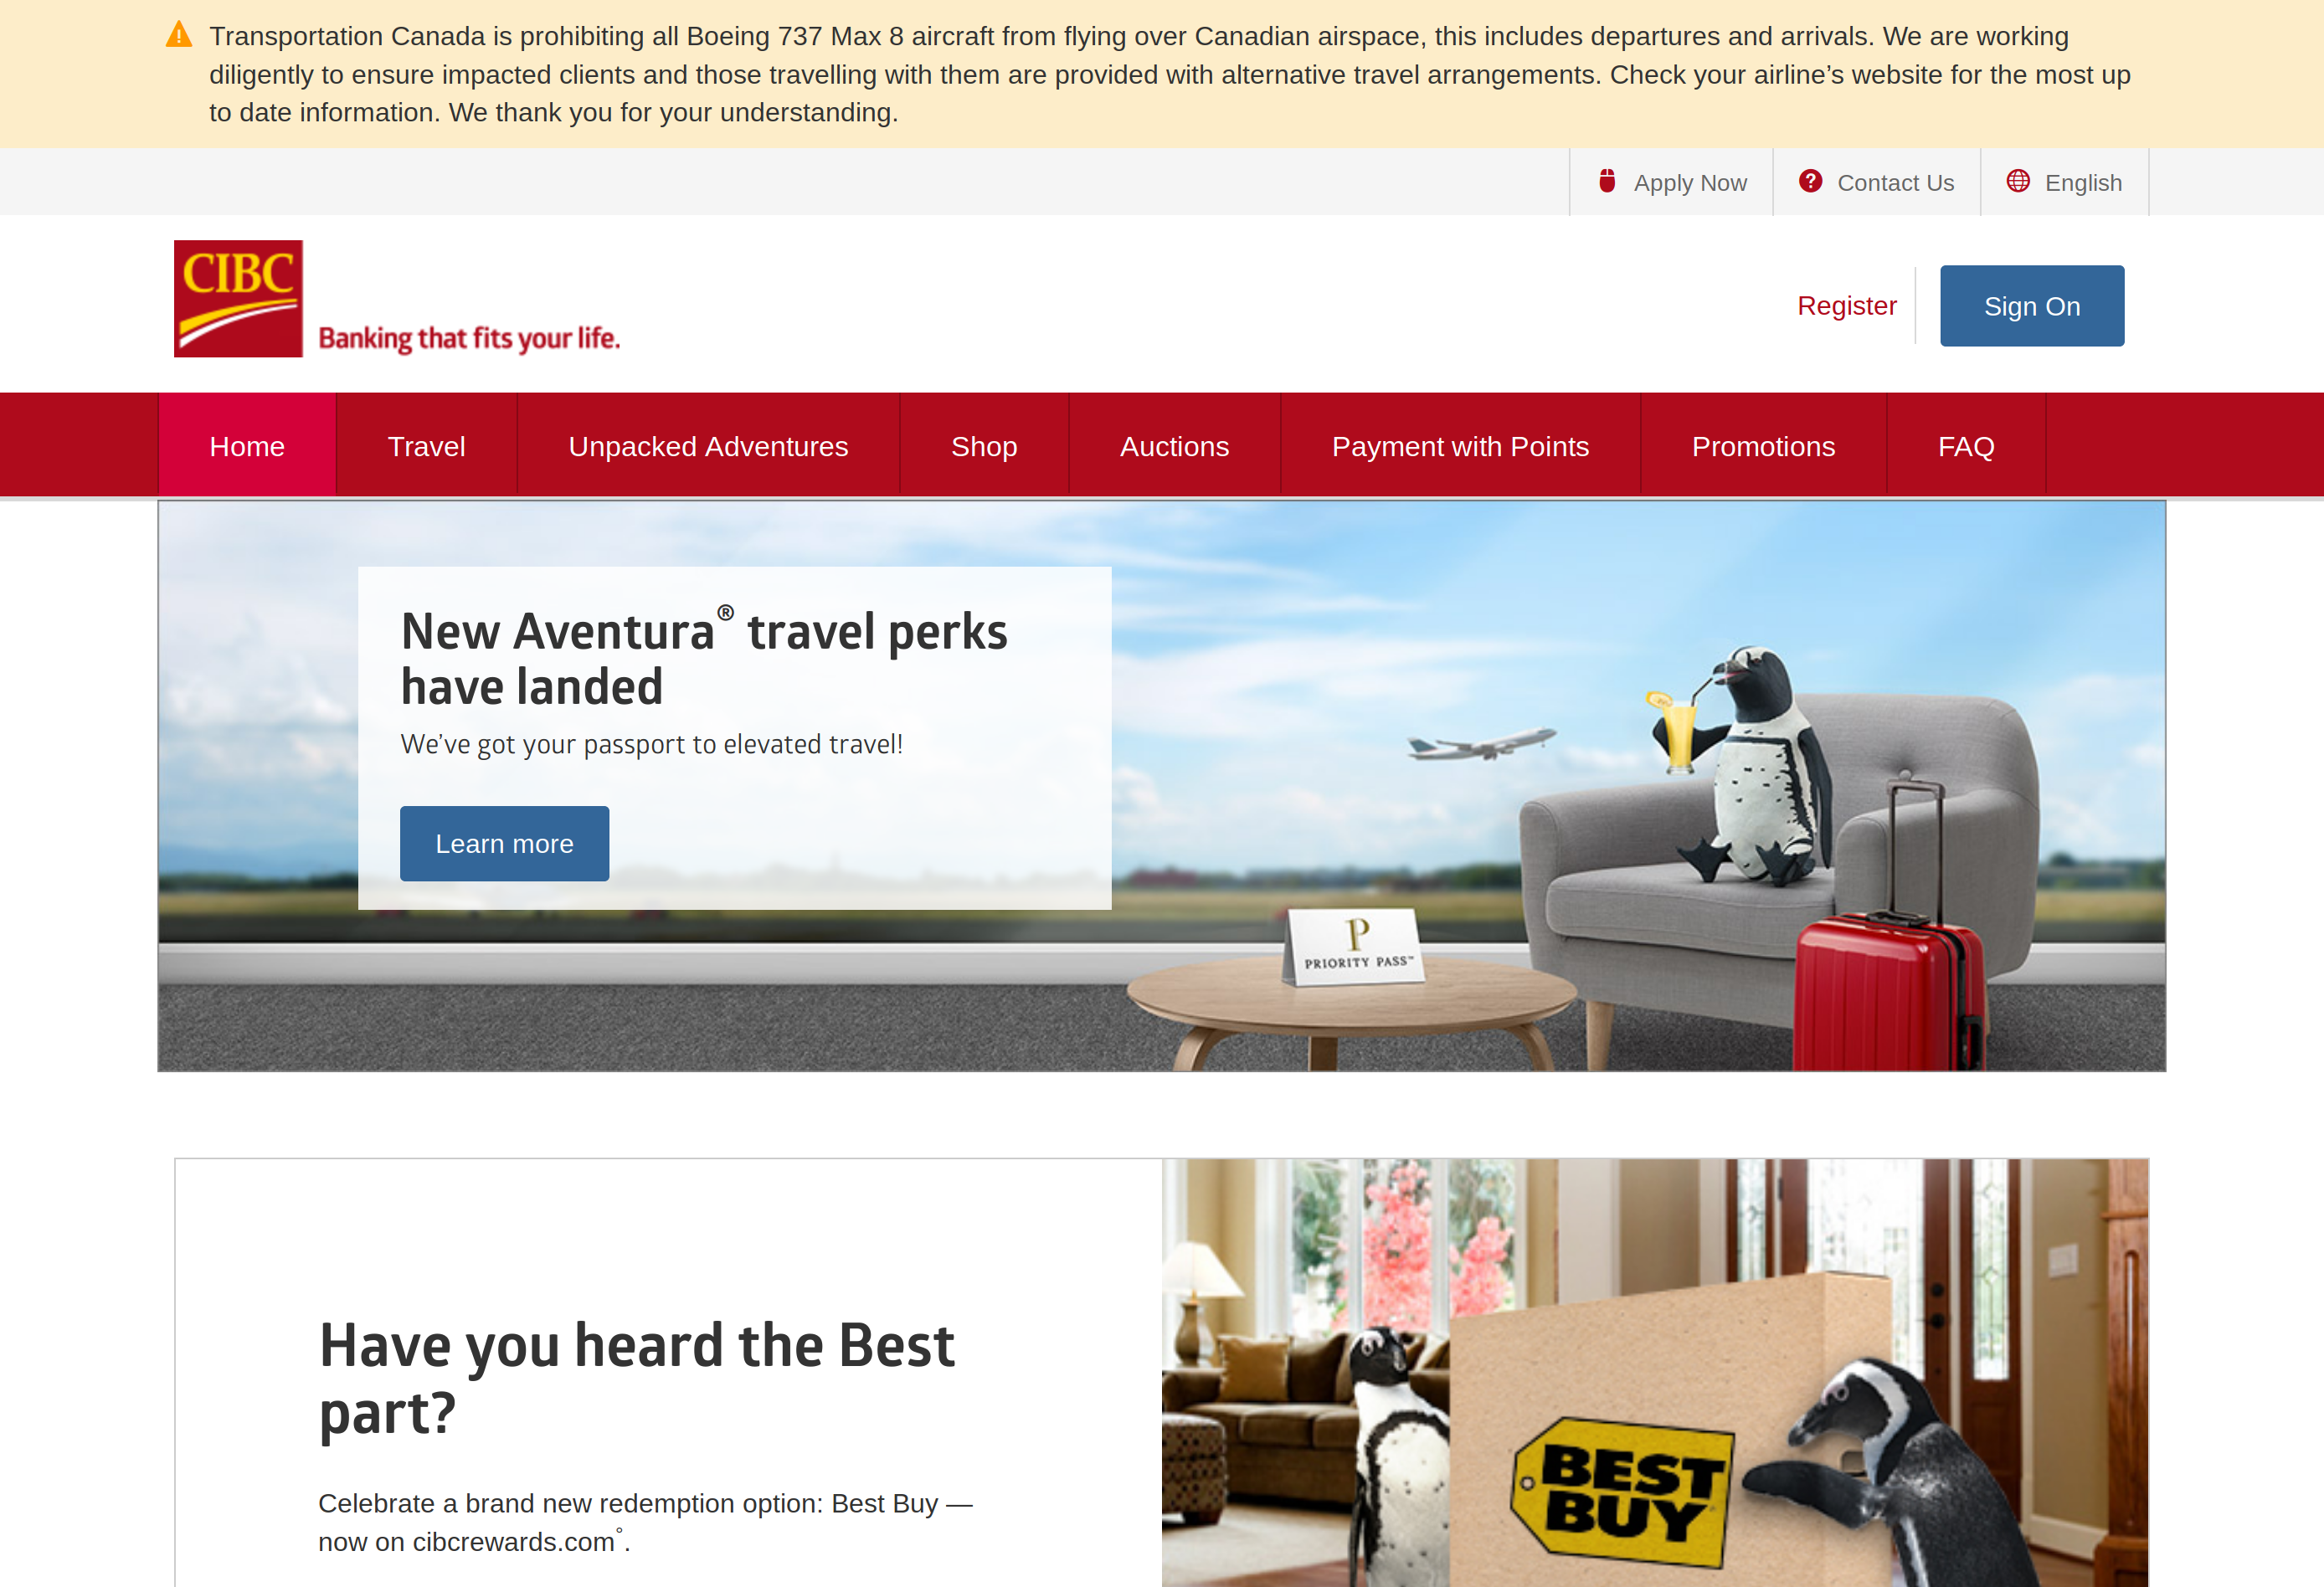 Transportation Canada is prohibiting all Boeing 737 Max 8 aircraft from flying over Canadian airspace, this includes departures and arrivals. We are working
diligently to ensure impacted clients and those travelling with them are provided with alternative travel arrangements. Check your airline’s website for the most up
to date information. We thank you for your understanding.
Apply Now
Contact Us
English
CIBC
Banking that fits your life.
Register
Sign On
Home
Travel
Unpacked Adventures
Shop
Auctions
Payment with Points
Promotions
FAQ
New Aventura® travel perks
have landed
We’ve got your passport to elevated travel!
Learn more
P
PRIORITY PASS™
Have you heard the Best
part?
Celebrate a brand new redemption option: Best Buy —
now on cibcrewards.com°.
BEST
BUY